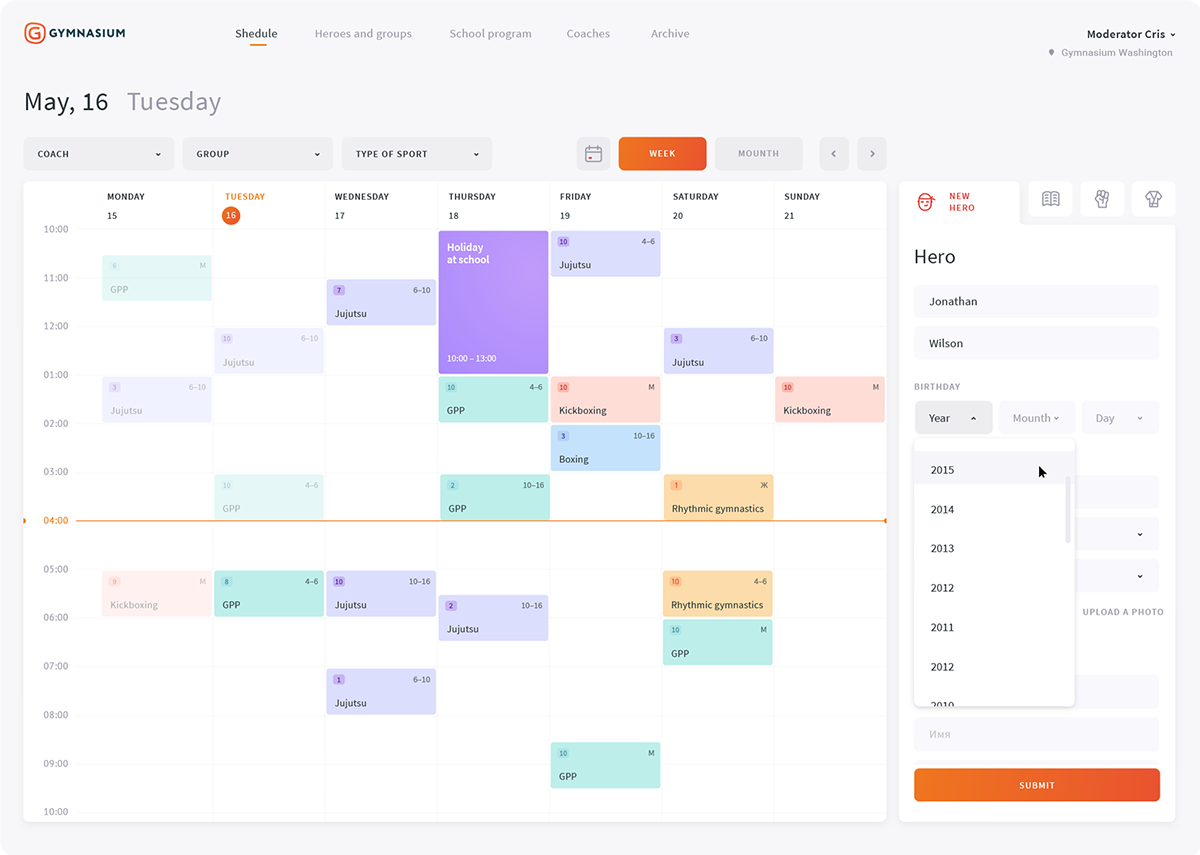 GYMNASIUM
Shedule
Heroes and groups
School program
Coaches
Archive
Moderator Cris
Gymnasium Washington
May, 16 Tuesday
COACH
GROUP
TYPE OF SPORT
WEEK
MOUNTH
MONDAY
15
TUESDAY
16
WEDNESDAY
17
THURSDAY
18
FRIDAY
19
SATURDAY
20
SUNDAY
21
10:00
11:00
12:00
01:00
02:00
03:00
04:00
05:00
06:00
07:00
08:00
09:00
10:00
6 M
GPP
3 6–10
Jujutsu
9 M
Kickboxing
10 6–10
Jujutsu
10 4–6
GPP
8 4–6
GPP
7 6–10
Jujutsu
10 10–16
Jujutsu
1 6–10
Jujutsu
Holiday
at school
10:00 – 13:00
10 4–6
GPP
2 10–16
GPP
2 10–16
Jujutsu
10 4–6
Jujutsu
10 M
Kickboxing
3 10–16
Boxing
10 M
GPP
3 6–10
Jujutsu
1 Ж
Rhythmic gymnastics
10 4–6
Rhythmic gymnastics
10 M
GPP
10 M
Kickboxing
NEW
HERO
Hero
Jonathan
Wilson
BIRTHDAY
Year
Mounth
Day
2015
2014
2013
2012
2011
2012
2010
UPLOAD A PHOTO
Имя
SUBMIT